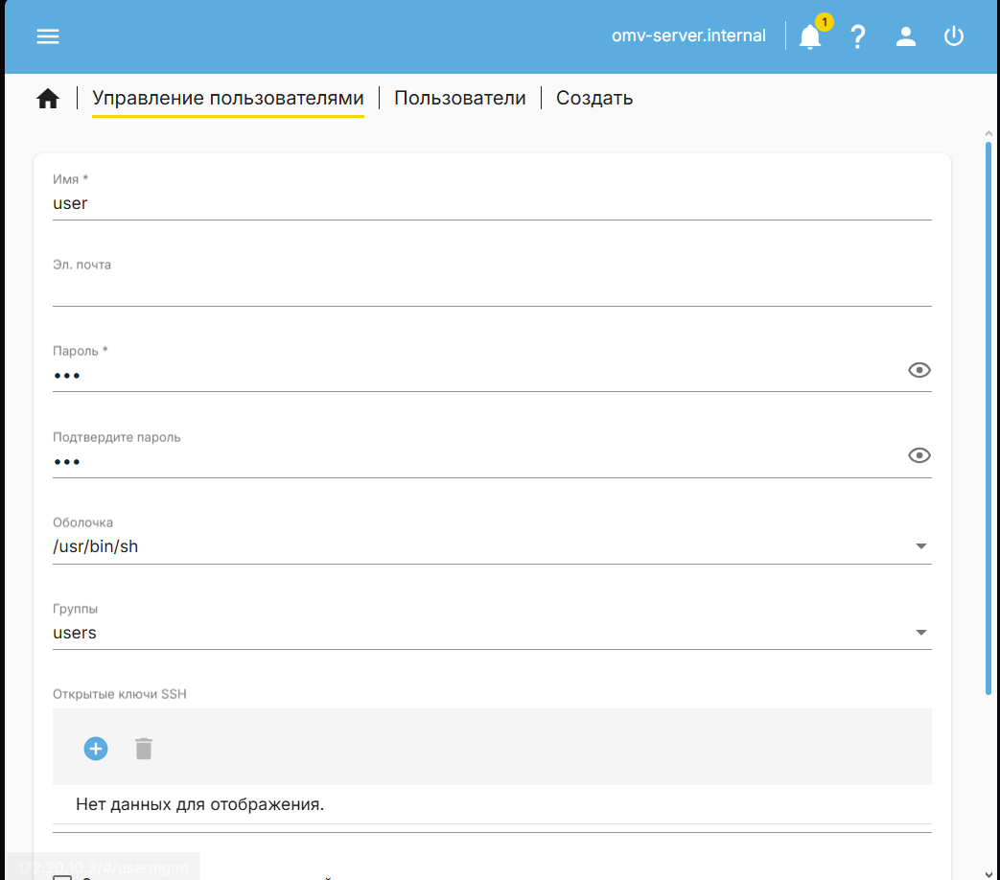 omv-server.internal
1
Управление пользователями
Пользователи
Создать
Имя *
user
Эл. почта
Пароль *
•••
Подтвердите пароль
•••
Оболочка
/usr/bin/sh
Группы
users
Открытые ключи SSH
Нет данных для отображения.
172.20.10.2/#/usermgmt